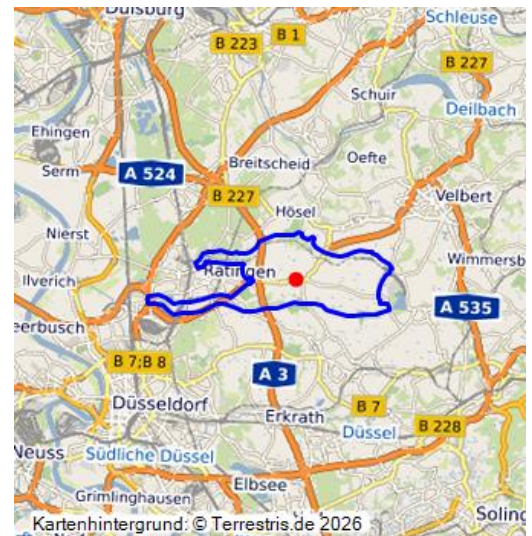 Duisburg
B 223
B 1
Schleuse
B 227
Schuir
Deilbach
Ehingen
Breitscheid
Oefte
Serm
A 524
B 227
Velbert
Hösel
Nierst
Ratingen
Wimmersb
Ilverich
A 535
eerbusch
B 7;B 8
A 3
Düsseldorf
B 7
Erkrath
B 228
Düssel
Neuss
Südliche Düssel
Elbsee
Grimlinghausen
Soling
Kartenhintergrund: © Terrestris.de 2026